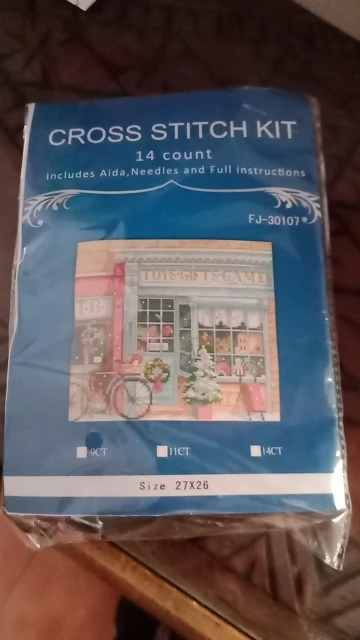 CROSS STITCH KIT
14 count
Includes Aida,Needles and Full instructions
FJ-30107
TOYS·GIFTS·GAME
9CT 11CT 14CT
Size 27X26